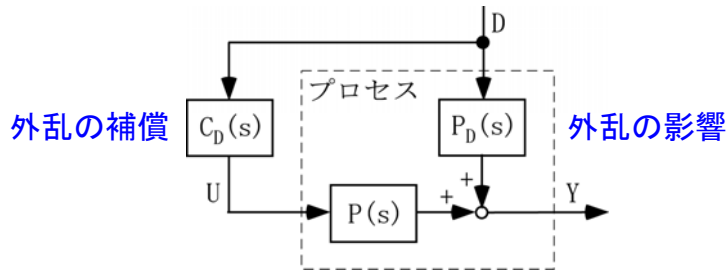 D
プロセス
外乱の補償
C_D(s)
P_D(s)
外乱の影響
U
P(s)
+
+
Y